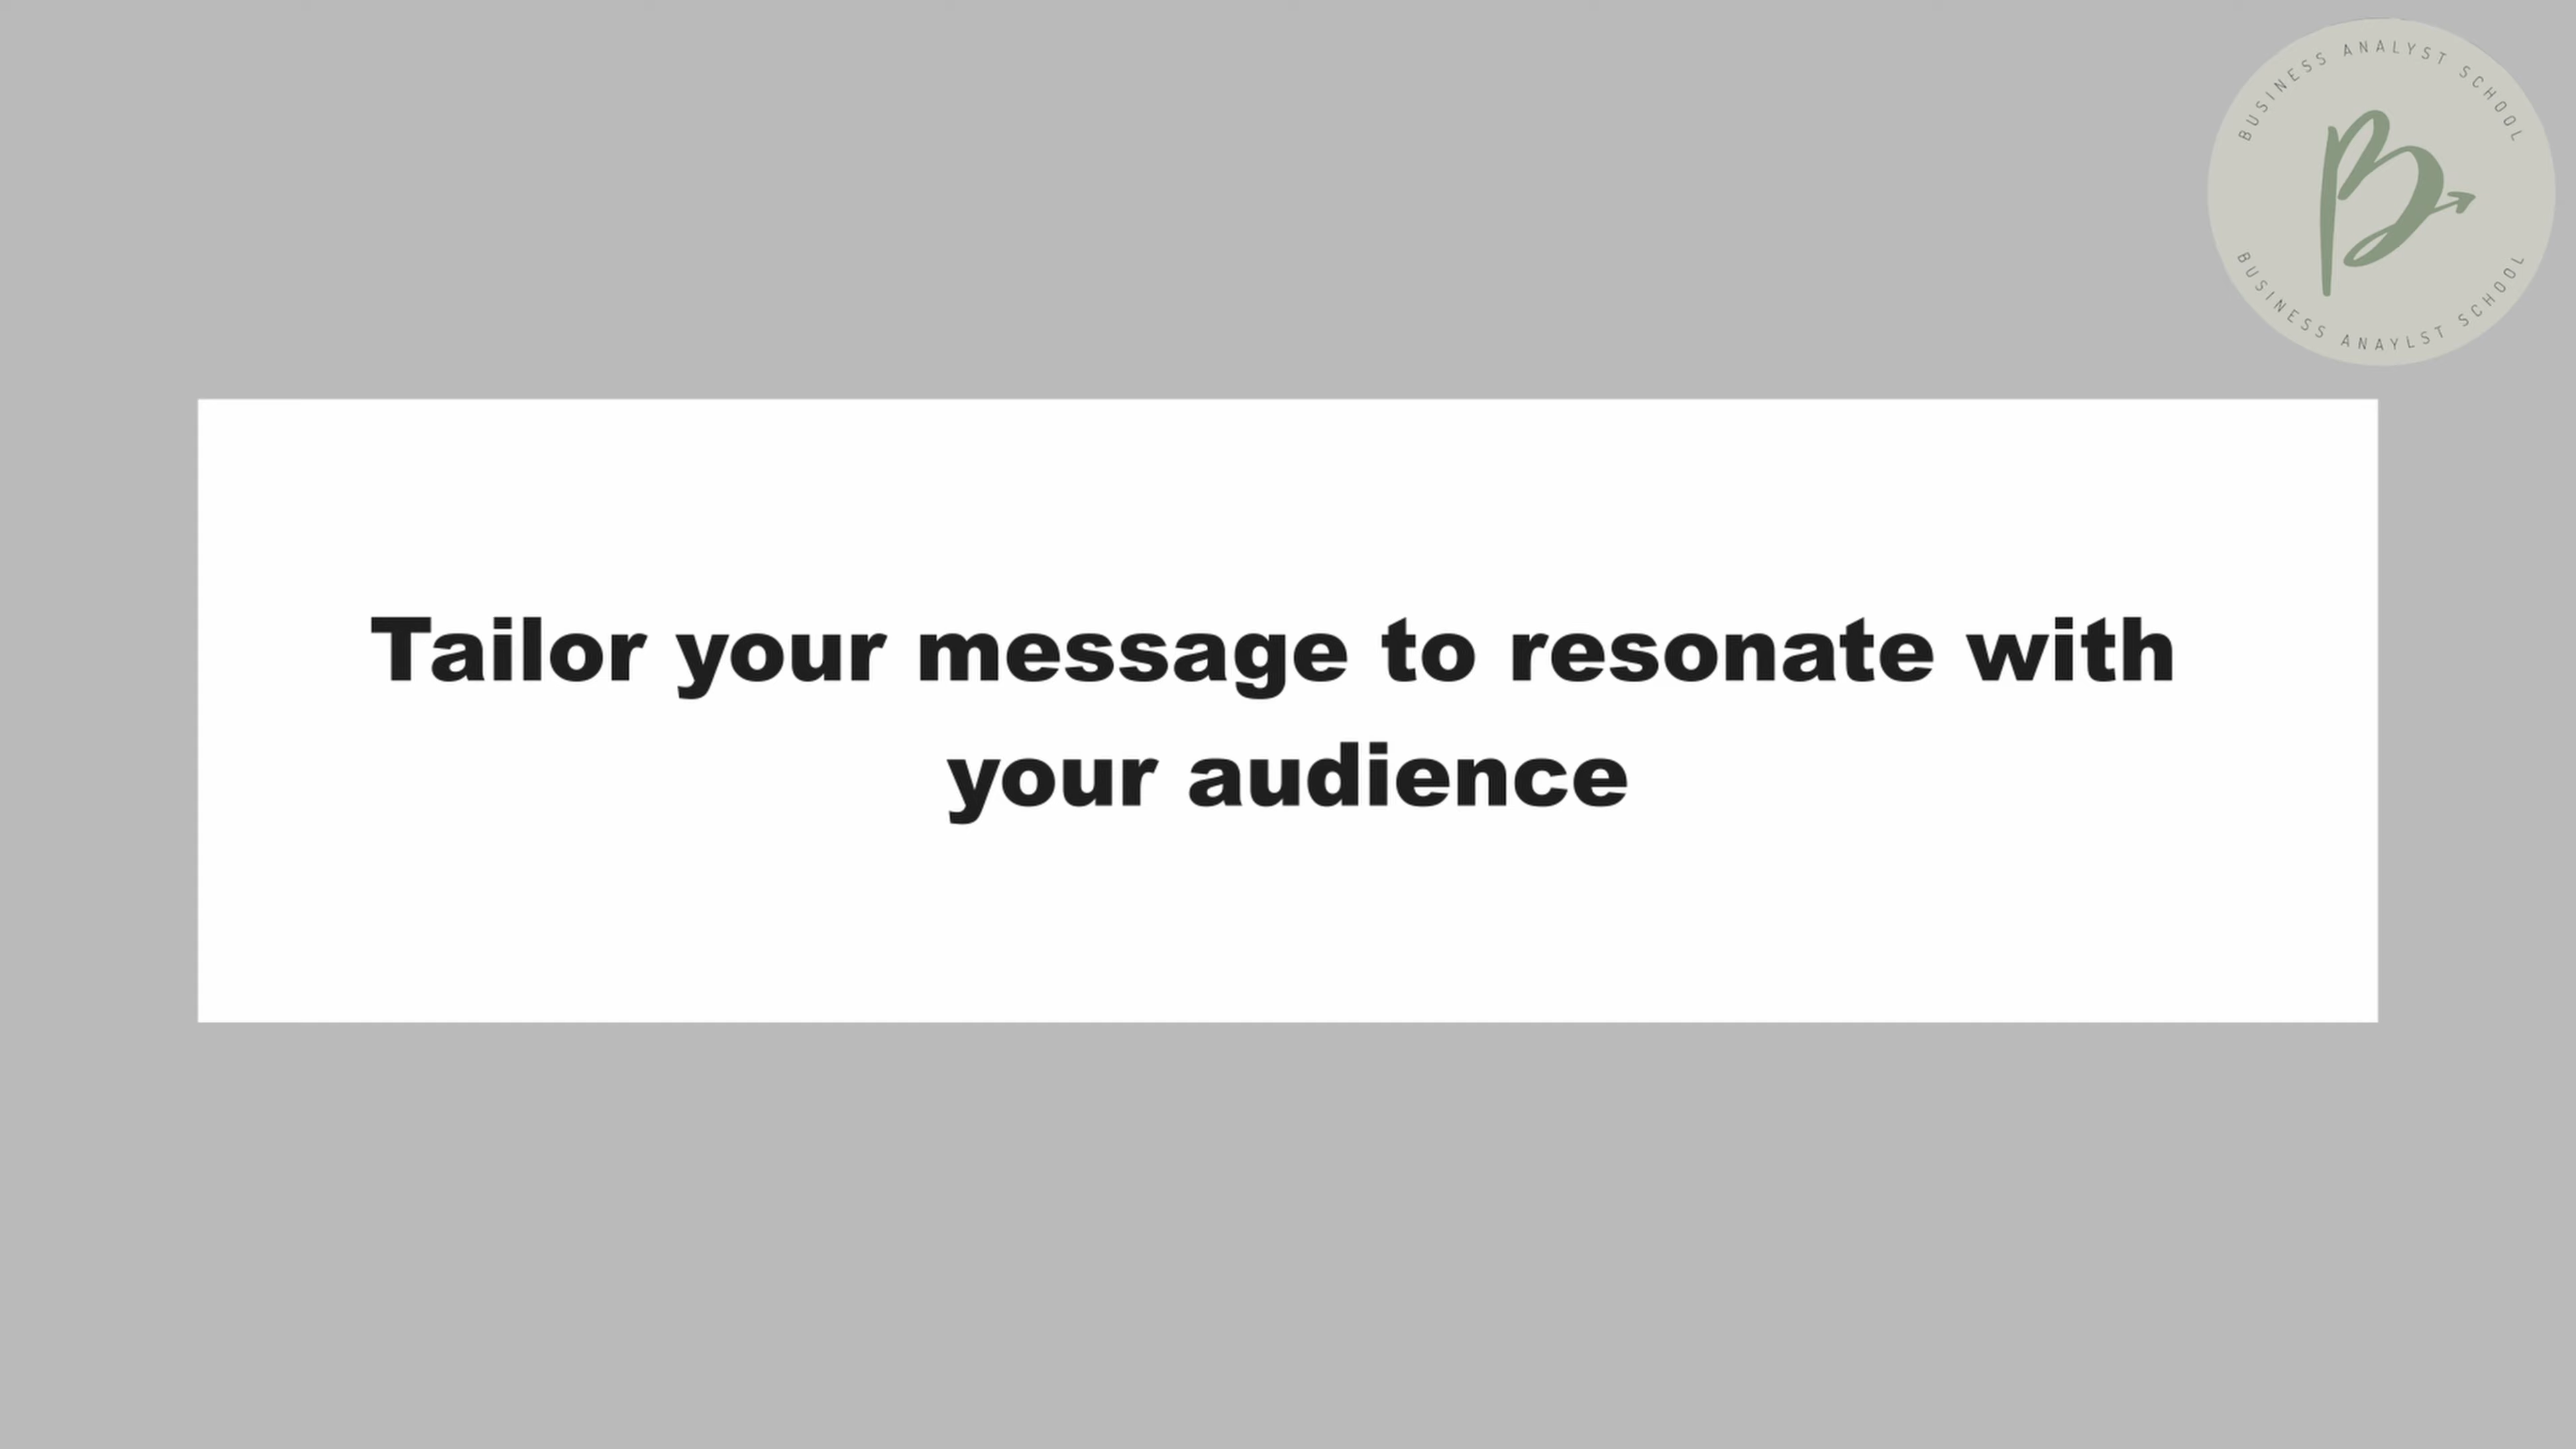 BUSINESS ANALYST SCHOOL
B
BUSINESS ANAYLST SCHOOL
Tailor your message to resonate with
your audience